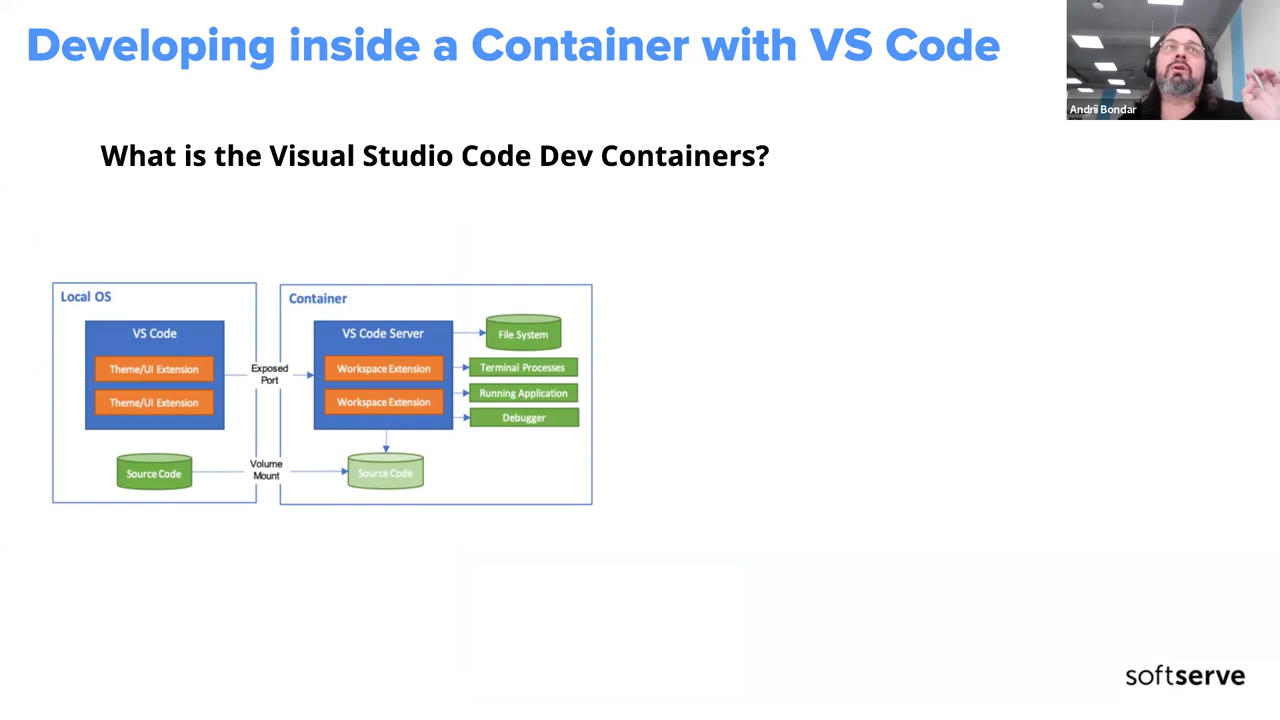 Developing inside a Container with VS Code
Andrii Bondar
What is the Visual Studio Code Dev Containers?
Local OS
VS Code
Theme/UI Extension
Theme/UI Extension
Source Code
Exposed
Port
Volume
Mount
Container
VS Code Server
Workspace Extension
Workspace Extension
Source Code
File System
Terminal Processes
Running Application
Debugger
softserve